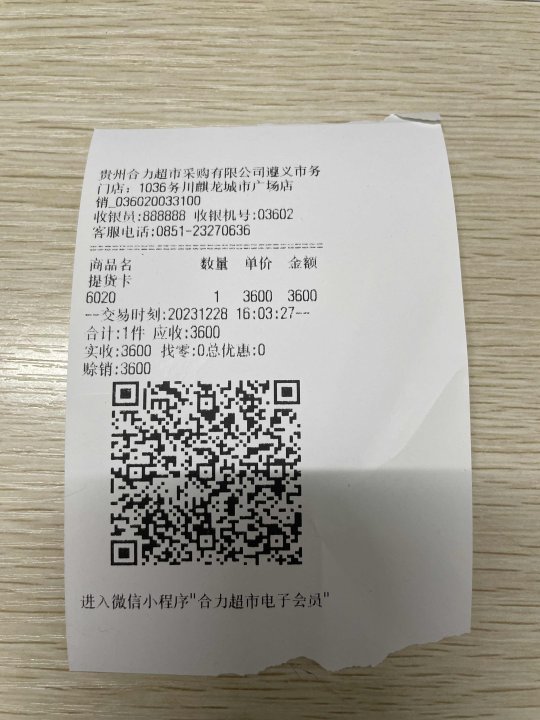 贵州合力超市采购有限公司遵义市务
门店：1036务川麒龙城市广场店
销_036020033100
收银员:888888 收银机号:03602
客服电话:0851-23270636
商品名 数量 单价 金额
提货卡
6020 1 3600 3600
--交易时刻:20231228 16:03:27--
合计:1件 应收:3600
实收:3600 找零:0总优惠:0
赊销:3600
进入微信小程序"合力超市电子会员"